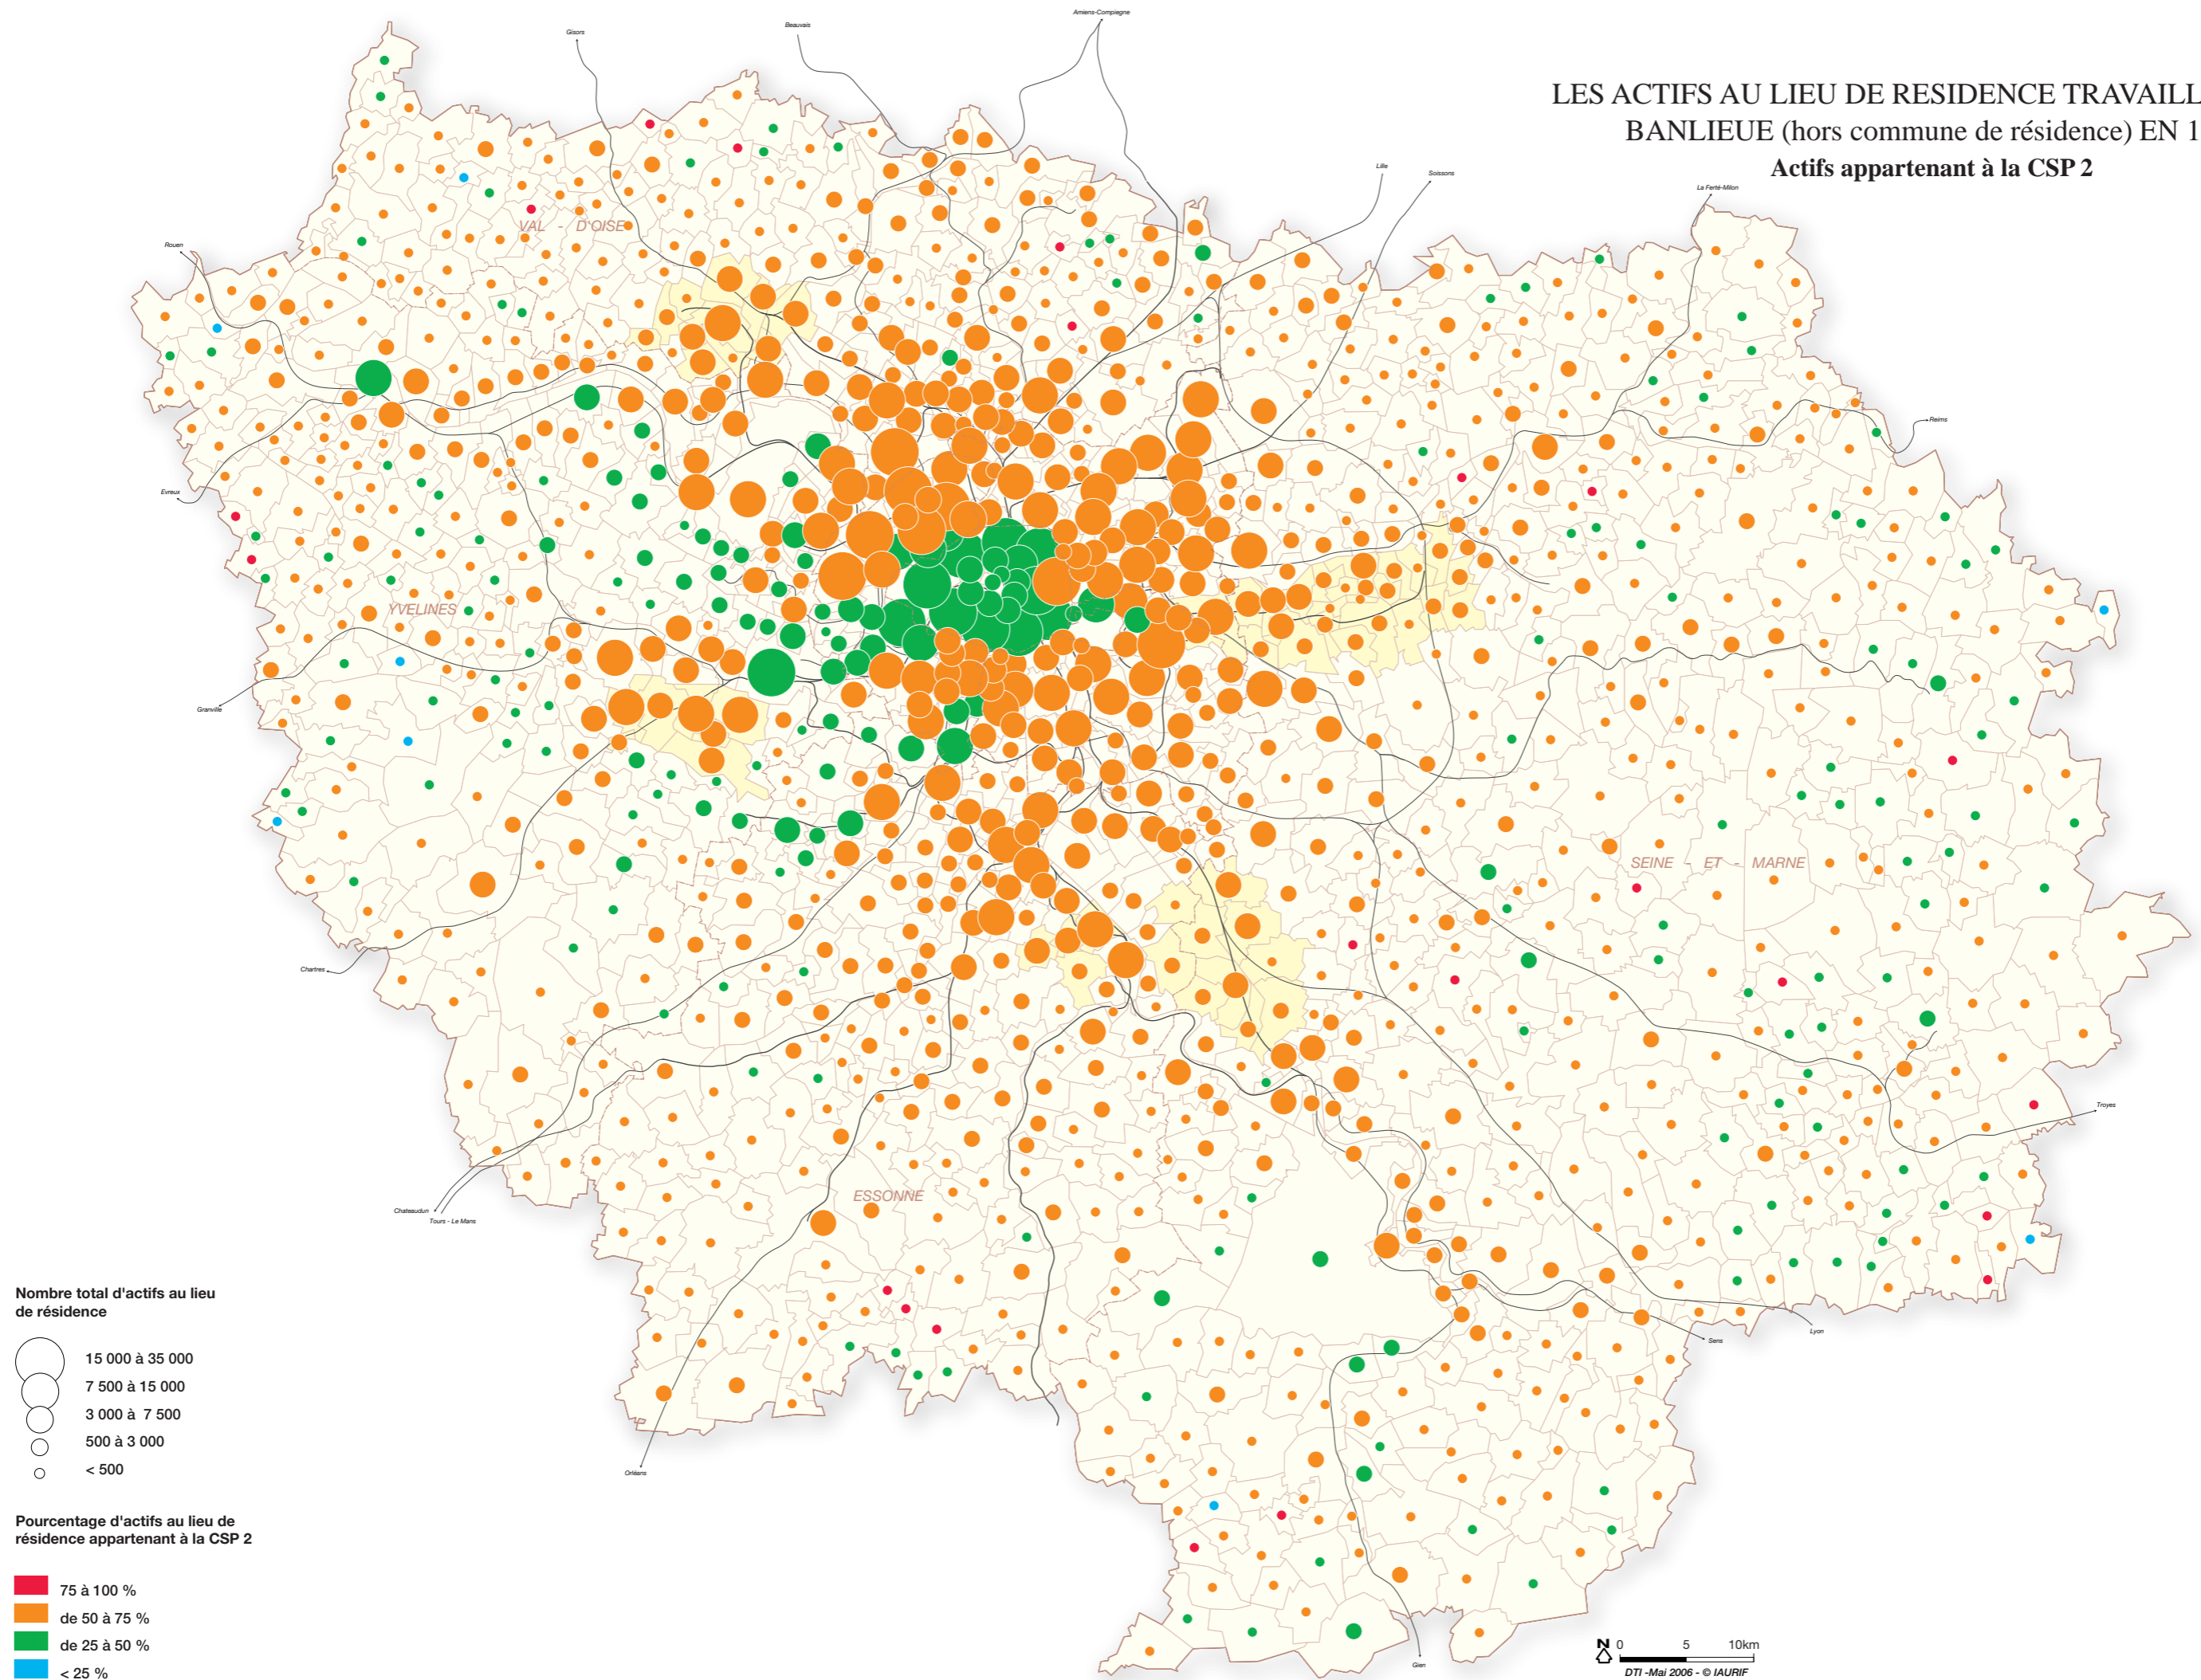 Amiens-Compiegne
Beauvais
Gisors
LES ACTIFS AU LIEU DE RESIDENCE TRAVAILL
BANLIEUE (hors commune de résidence) EN 1
Actifs appartenant à la CSP 2
Lille
Soissons
La Ferté-Milon
VAL - D'OISE
Rouen
Reims
Evreux
YVELINES
Granville
SEINE - ET - MARNE
Chartres
Troyes
ESSONNE
Chateaudun
Tours - Le Mans
Nombre total d'actifs au lieu
de résidence
15 000 à 35 000
7 500 à 15 000
3 000 à 7 500
500 à 3 000
< 500
Lyon
Sens
Orléans
Pourcentage d'actifs au lieu de
résidence appartenant à la CSP 2
75 à 100 %
de 50 à 75 %
de 25 à 50 %
< 25 %
Gien
N 0 5 10km
DTI -Mai 2006 - © IAURIF